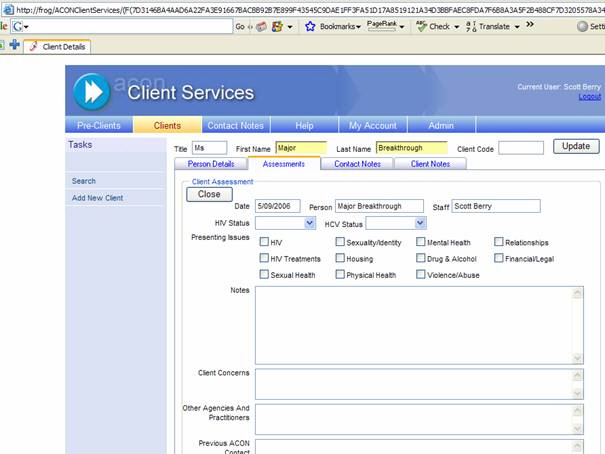 http://frog/ACONClientServices/(F(7D3146BA4AAD6A22FA3E91667BACBB92B7E899F43545C9DAE1FF3FA51D17A8519121A34D3BBFAEC8FDA7F6B8A3A5F2B488CF7D3205578A34
G Go Bookmarks PageRank Check Translate Settin
Client Details
acon
Client Services
Current User: Scott Berry
Logout
Pre-Clients Clients Contact Notes Help My Account Admin
Tasks
Search
Add New Client
Title Ms First Name Major Last Name Breakthrough Client Code Update
Person Details Assessments Contact Notes Client Notes
Client Assessment
Close
Date 5/09/2006 Person Major Breakthrough Staff Scott Berry
HIV Status HCV Status
Presenting Issues
HIV Sexuality/Identity Mental Health Relationships
HIV Treatments Housing Drug & Alcohol Financial/Legal
Sexual Health Physical Health Violence/Abuse
Notes
Client Concerns
Other Agencies And
Practitioners
Previous ACON
Contact